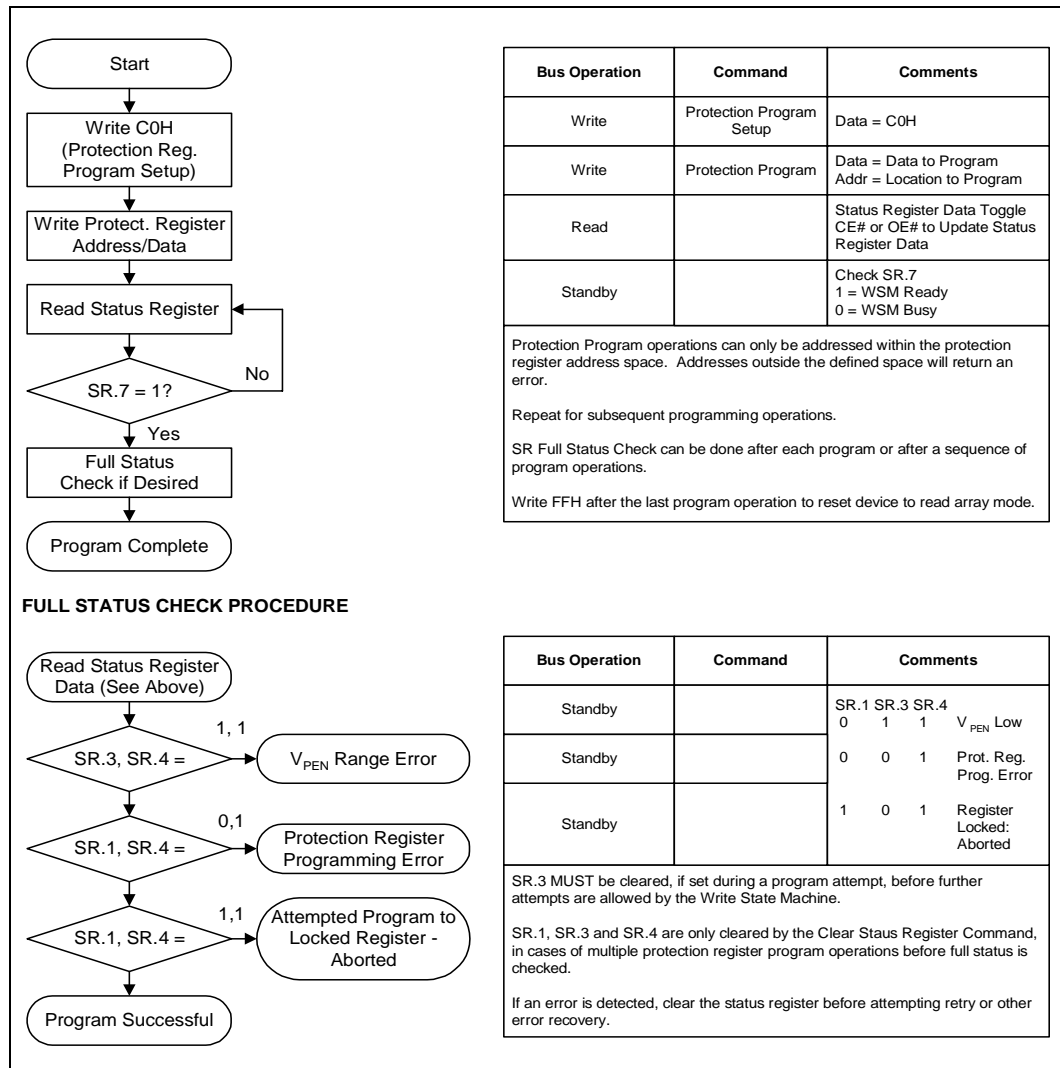 Start
Write C0H
(Protection Reg.
Program Setup)
Write Protect. Register
Address/Data
Read Status Register
No
SR.7 = 1?
Yes
Full Status
Check if Desired
Program Complete
Bus Operation Command Comments
Write Protection Program
Setup Data = C0H
Write Protection Program Data = Data to Program
Addr = Location to Program
Read Status Register Data Toggle
CE# or OE# to Update Status
Register Data
Standby Check SR.7
1 = WSM Ready
0 = WSM Busy
Protection Program operations can only be addressed within the protection
register address space. Addresses outside the defined space will return an
error.
Repeat for subsequent programming operations.
SR Full Status Check can be done after each program or after a sequence of
program operations.
Write FFH after the last program operation to reset device to read array mode.
FULL STATUS CHECK PROCEDURE
Read Status Register
Data (See Above)
1, 1
SR.3, SR.4 =
VPEN Range Error
0,1
SR.1, SR.4 =
Protection Register
Programming Error
1,1
SR.1, SR.4 =
Attempted Program to
Locked Register -
Aborted
Program Successful
Bus Operation Command Comments
Standby SR.1 SR.3 SR.4
0 1 1 VPEN Low
Standby 0 0 1 Prot. Reg.
Prog. Error
Standby 1 0 1 Register
Locked:
Aborted
SR.3 MUST be cleared, if set during a program attempt, before further
attempts are allowed by the Write State Machine.
SR.1, SR.3 and SR.4 are only cleared by the Clear Staus Register Command,
in cases of multiple protection register program operations before full status is
checked.
If an error is detected, clear the status register before attempting retry or other
error recovery.